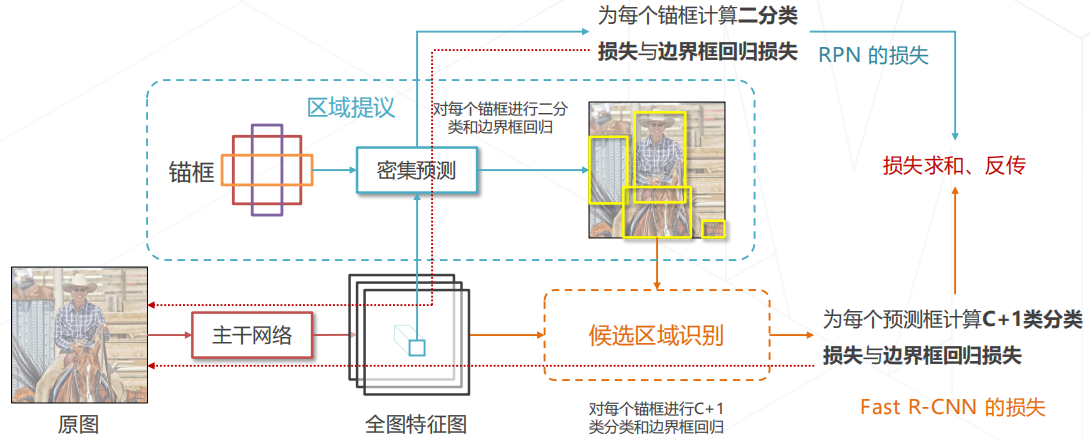 为每个锚框计算二分类
损失与边界框回归损失
RPN 的损失
区域提议
对每个锚框进行二分
类和边界框回归
锚框
密集预测
损失求和、反传
主干网络
候选区域识别
为每个预测框计算C+1类分类
损失与边界框回归损失
原图
全图特征图
对每个锚框进行C+1
类分类和边界框回归
Fast R-CNN 的损失